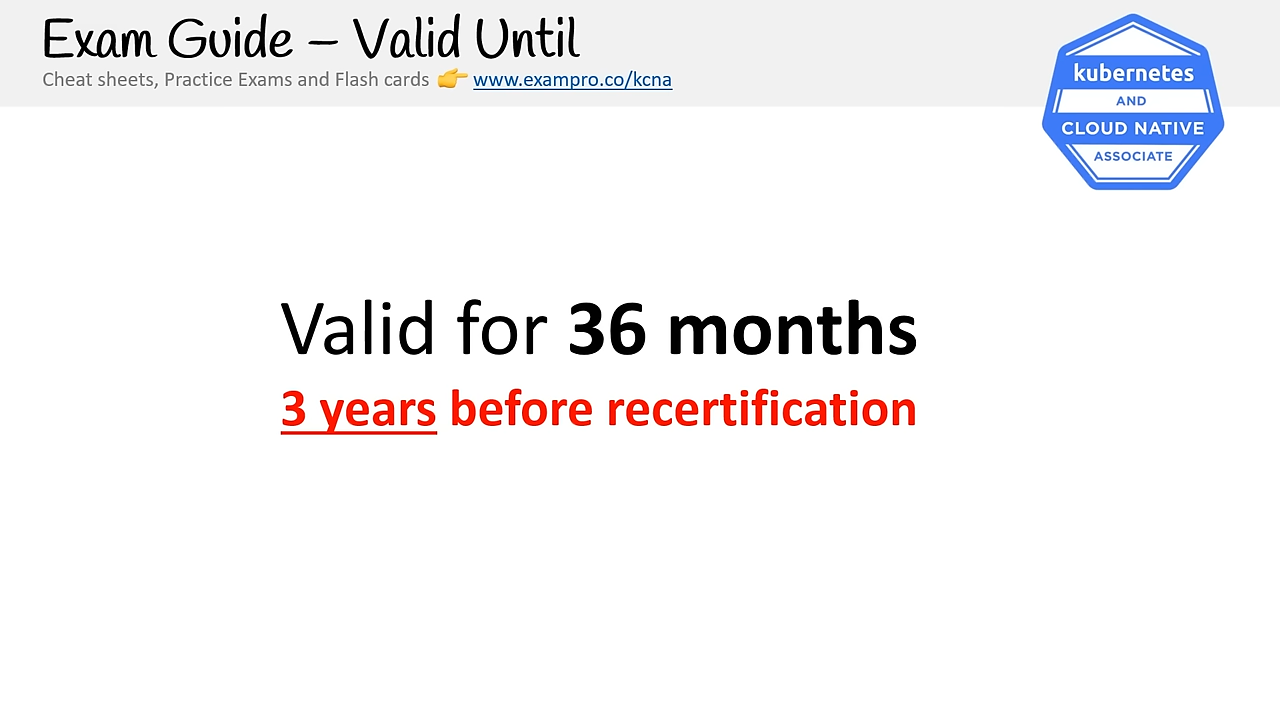 Exam Guide – Valid Until
Cheat sheets, Practice Exams and Flash cards 👉 www.exampro.co/kcna
kubernetes
AND
CLOUD NATIVE
ASSOCIATE
Valid for 36 months
3 years before recertification